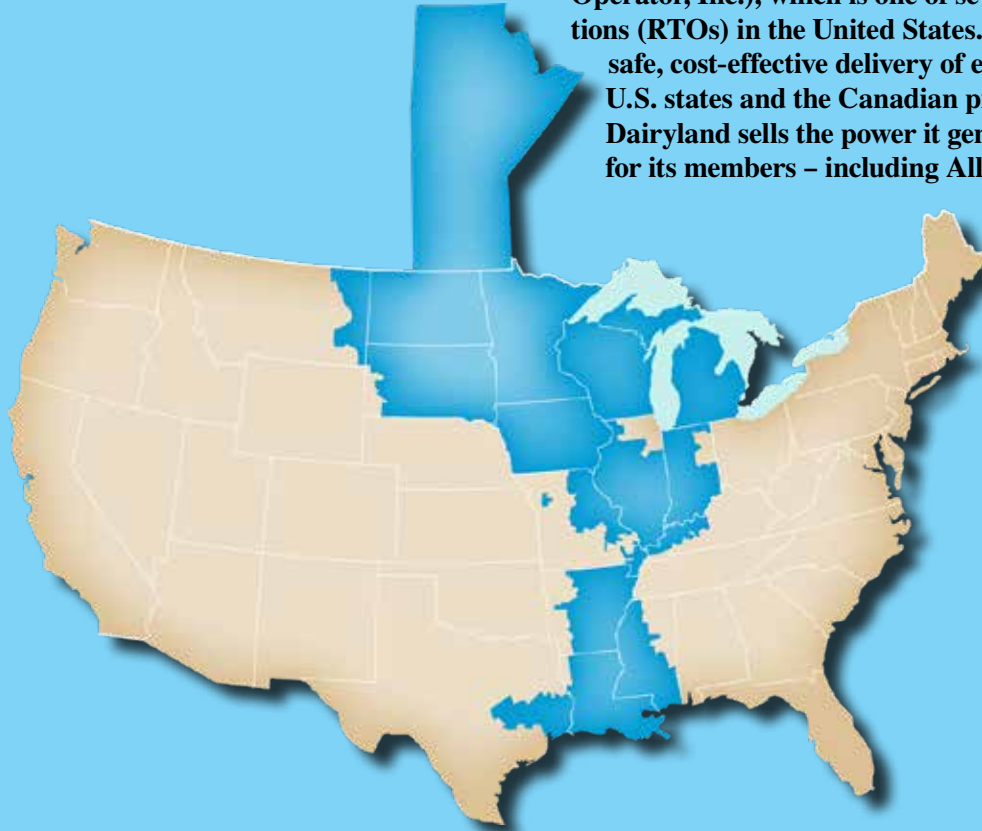 Operator, Inc.), which is one of se
tions (RTOs) in the United States.
safe, cost-effective delivery of e
U.S. states and the Canadian p
Dairyland sells the power it gen
for its members – including All